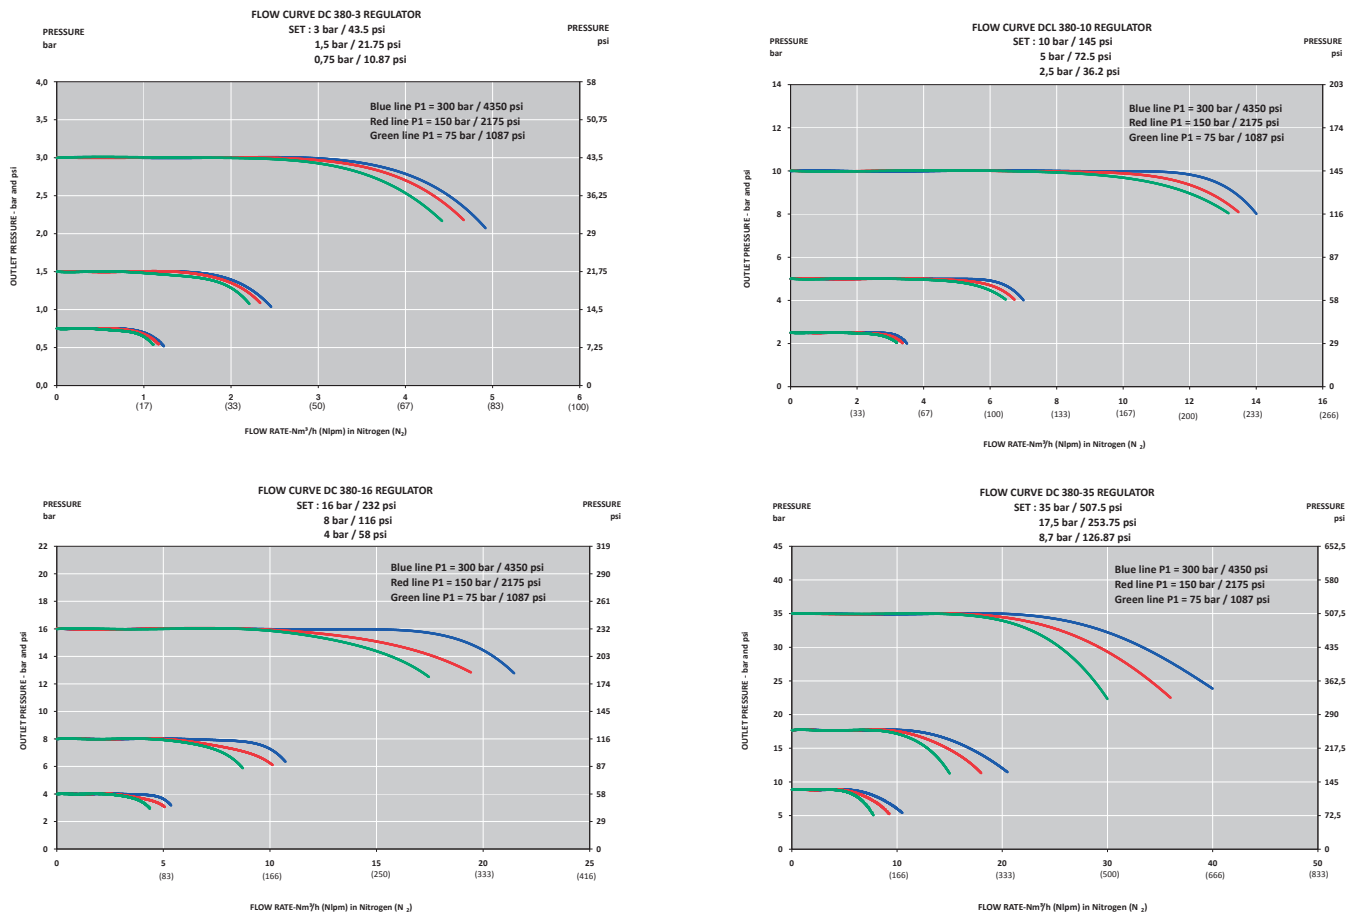 FLOW CURVE DC 380-3 REGULATOR
SET : 3 bar / 43.5 psi
1,5 bar / 21.75 psi
0,75 bar / 10.87 psi
PRESSURE
bar
PRESSURE
psi
Blue line P1 = 300 bar / 4350 psi
Red line P1 = 150 bar / 2175 psi
Green line P1 = 75 bar / 1087 psi
OUTLET PRESSURE - bar and psi
4,0 58
3,5 50,75
3,0 43,5
2,5 36,25
2,0 29
1,5 21,75
1,0 14,5
0,5 7,25
0,0 0
0 1 2 3 4 5 6
(17) (33) (50) (67) (83) (100)
FLOW RATE-Nm³/h (Nlpm) in Nitrogen (N2)
FLOW CURVE DCL 380-10 REGULATOR
SET : 10 bar / 145 psi
5 bar / 72.5 psi
2,5 bar / 36.2 psi
PRESSURE
bar
PRESSURE
psi
Blue line P1 = 300 bar / 4350 psi
Red line P1 = 150 bar / 2175 psi
Green line P1 = 75 bar / 1087 psi
OUTLET PRESSURE - bar and psi
14 203
12 174
10 145
8 116
6 87
4 58
2 29
0 0
0 2 4 6 8 10 12 14 16
(33) (67) (100) (133) (167) (200) (233) (266)
FLOW RATE-Nm³/h (Nlpm) in Nitrogen (N 2)
FLOW CURVE DC 380-16 REGULATOR
SET : 16 bar / 232 psi
8 bar / 116 psi
4 bar / 58 psi
PRESSURE
bar
PRESSURE
psi
Blue line P1 = 300 bar / 4350 psi
Red line P1 = 150 bar / 2175 psi
Green line P1 = 75 bar / 1087 psi
OUTLET PRESSURE - bar and psi
22 319
20 290
18 261
16 232
14 203
12 174
10 145
8 116
6 87
4 58
2 29
0 0
0 5 10 15 20 25
(83) (166) (250) (333) (416)
FLOW RATE-Nm³/h (Nlpm) in Nitrogen (N 2)
FLOW CURVE DC 380-35 REGULATOR
SET : 35 bar / 507.5 psi
17,5 bar / 253.75 psi
8,7 bar / 126.87 psi
PRESSURE
bar
PRESSURE
psi
Blue line P1 = 300 bar / 4350 psi
Red line P1 = 150 bar / 2175 psi
Green line P1 = 75 bar / 1087 psi
OUTLET PRESSURE - bar and psi
45 652,5
40 580
35 507,5
30 435
25 362,5
20 290
15 217,5
10 145
5 72,5
0 0
0 10 20 30 40 50
(166) (333) (500) (666) (833)
FLOW RATE-Nm³/h (Nlpm) in Nitrogen (N 2)